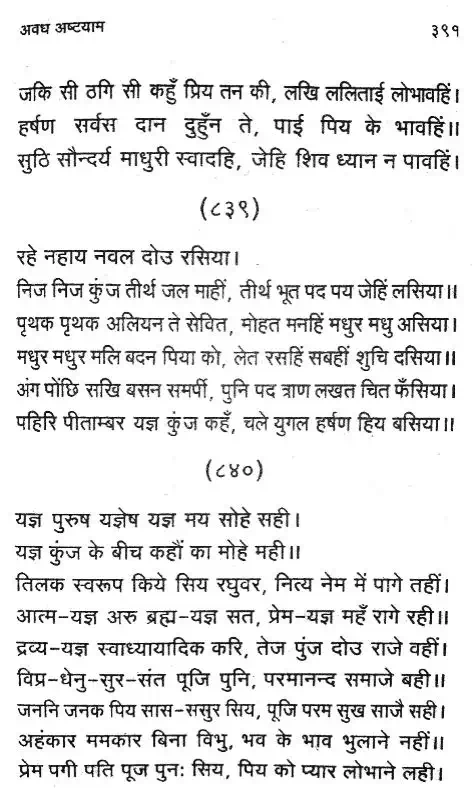 अवध अष्टयाम ३९१
जकि सी ठगि सी कहुँ प्रिय तन की, लखि ललिताई लोभावहिं।
हर्षण सर्वस दान दुहुँन ते, पाई पिय के भावहिं॥
सुठि सौन्दर्य माधुरी स्वादहि, जेहि शिव ध्यान न पावहिं।
(८३९)
रहे नहाय नवल दोउ रसिया।
निज निज कुंज तीर्थ जल माहीं, तीर्थ भूत पद पय जेहिं लसिया॥
पृथक पृथक अलियन ते सेवित, मोहत मनहिं मधुर मधु असिया।
मधुर मधुर मलि बदन पिया को, लेत रसहिं सबहीं शुचि दसिया॥
अंग पोंछि सखि बसन समर्पी, पुनि पद त्राण लखत चित फँसिया।
पहिरि पीताम्बर यज्ञ कुंज कहँ, चले युगल हर्षण हिय बसिया॥
(८४०)
यज्ञ पुरुष यज्ञेष यज्ञ मय सोहे सही।
यज्ञ कुंज के बीच कहौं का मोहे मही॥
तिलक स्वरूप किये सिय रघुवर, नित्य नेम में पागे तहीं।
आत्म-यज्ञ अरु ब्रह्म-यज्ञ सत, प्रेम-यज्ञ महँ रागे रही॥
द्रव्य-यज्ञ स्वाध्यायादिक करि, तेज पुंज दोउ राजे वहीं।
विप्र-धेनु-सुर-संत पूजि पुनि, परमानन्द समाजे बही॥
जननि जनक पिय सास-ससुर सिय, पूजि परम सुख साजै सही।
अहंकार ममकार बिना विभु, भव के भाव भुलाने नहीं॥
प्रेम पगी पति पूज पुनः सिय, पिय को प्यार लोभाने लही।